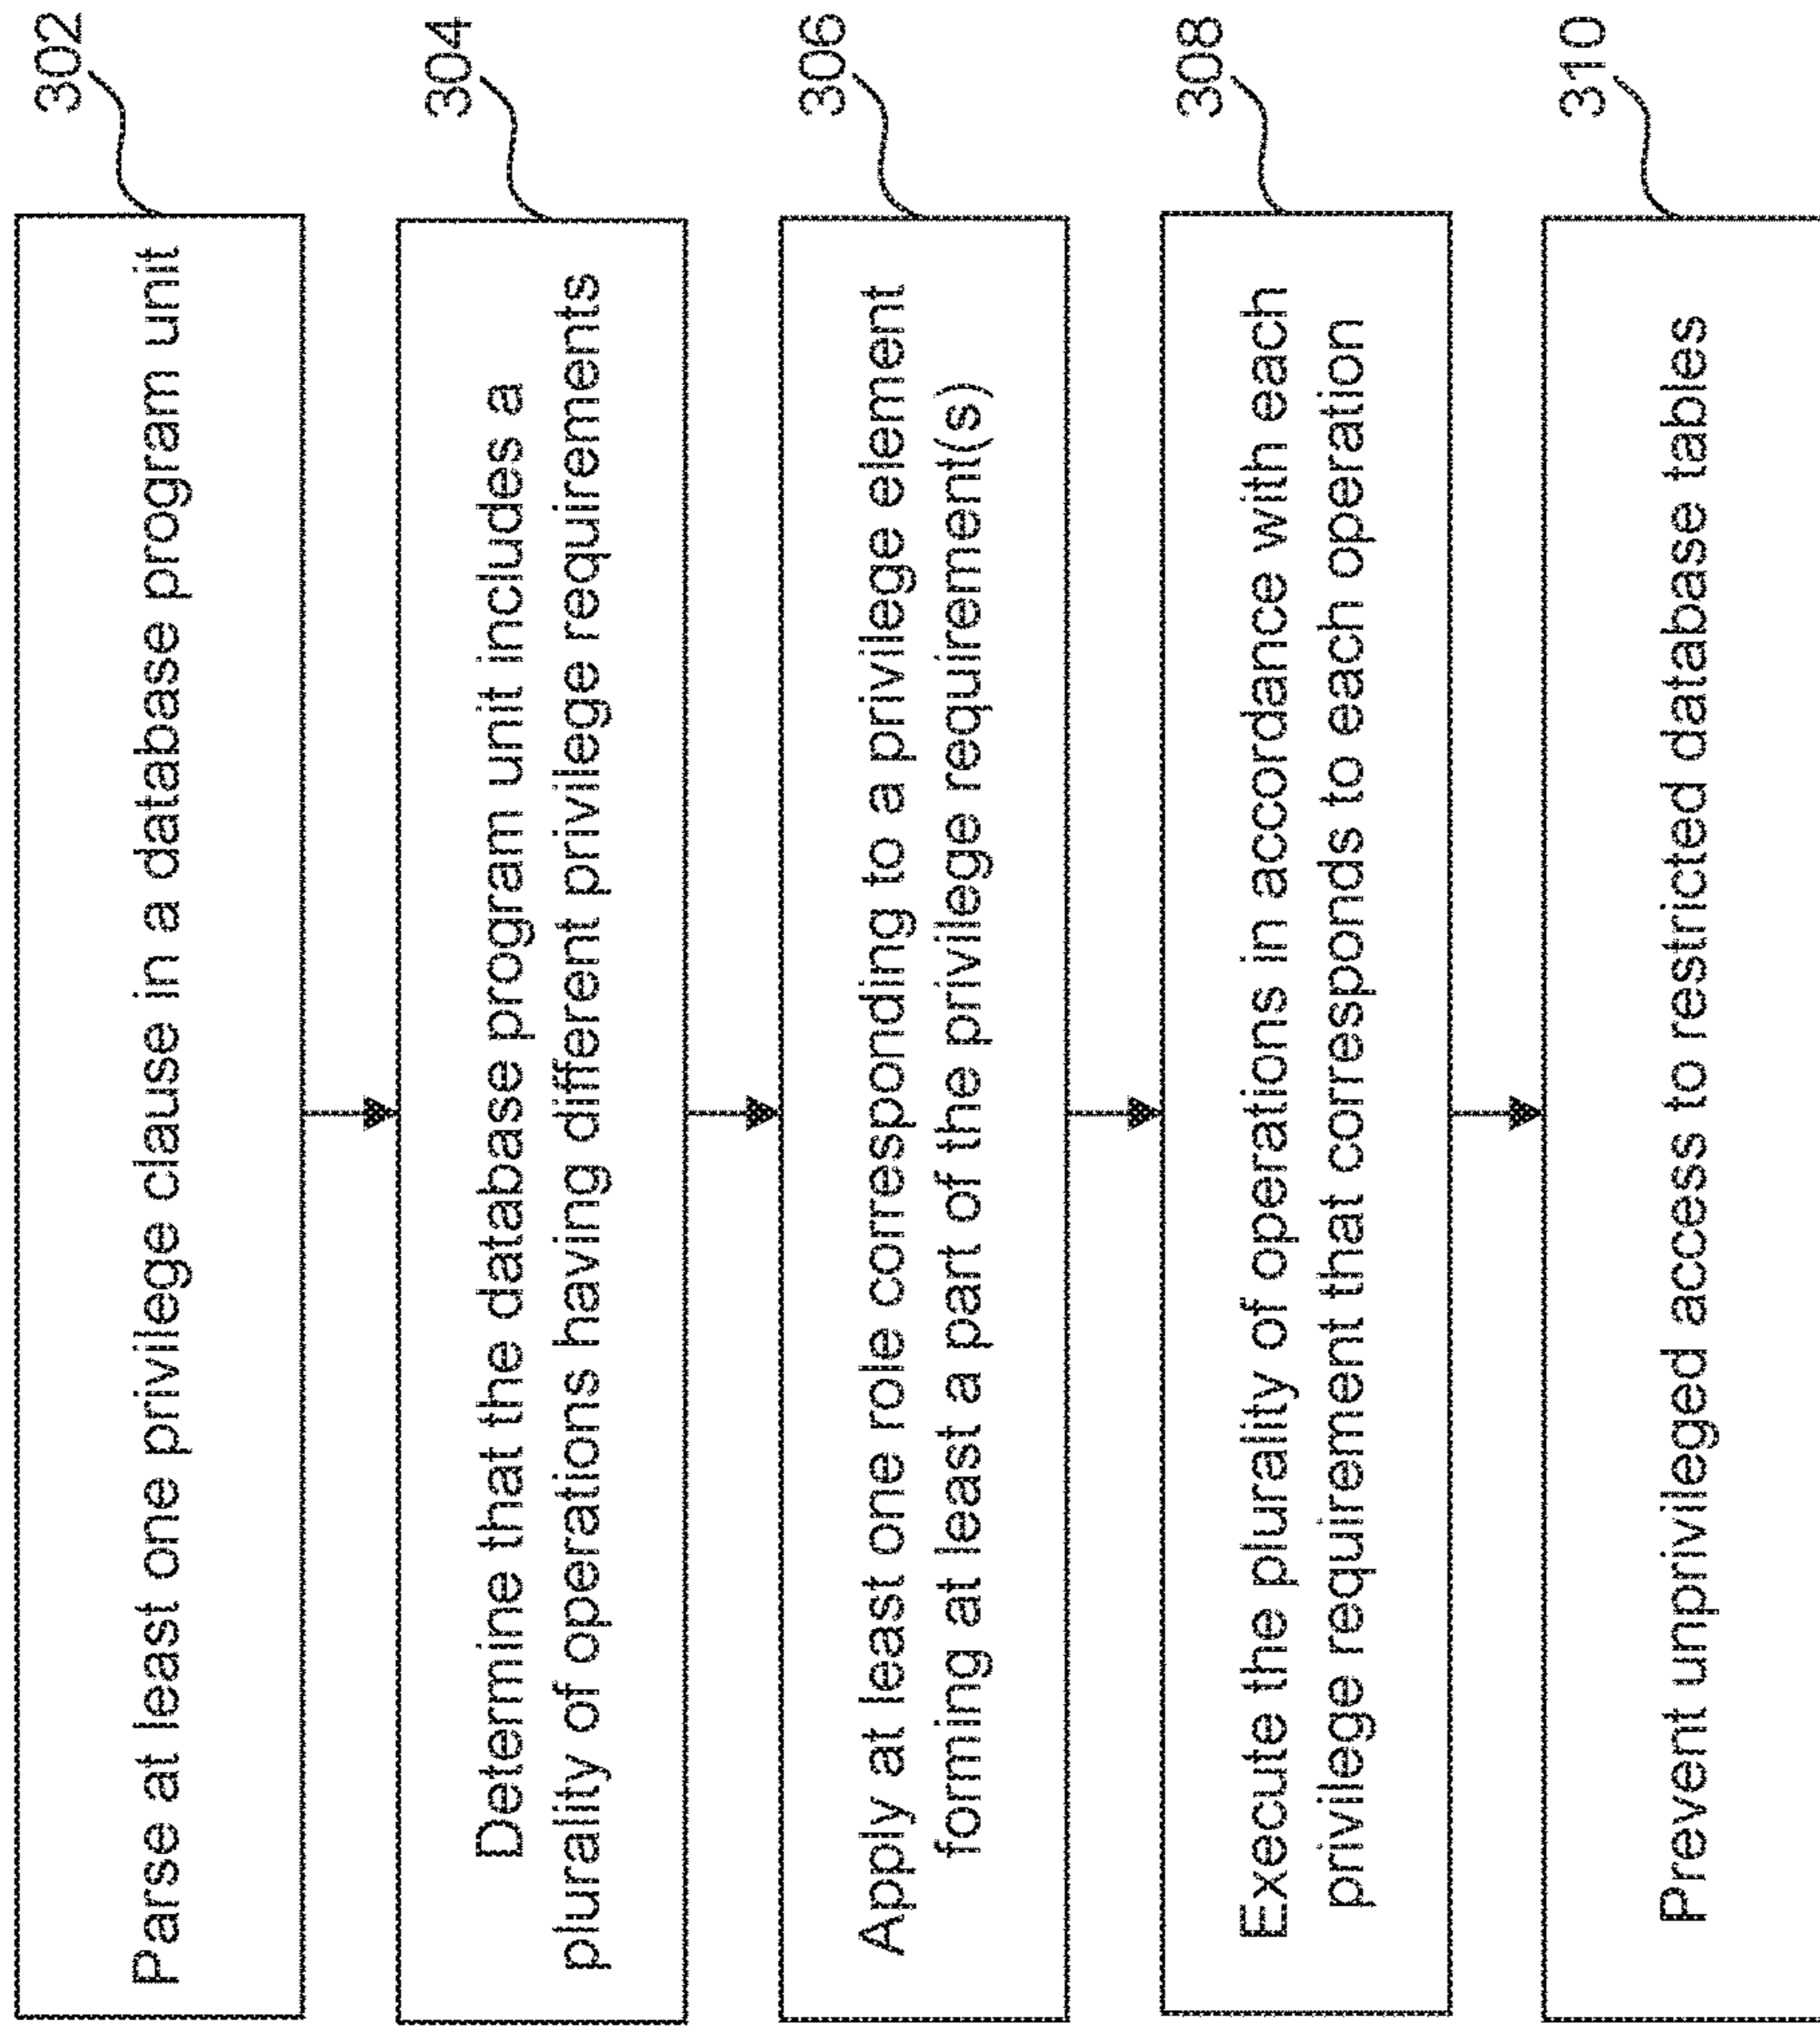 302
Parse at least one privilege clause in a database program unit
304
Determine that the database program unit includes a
plurality of operations having different privilege requirements
306
Apply at least one role corresponding to a privilege element
forming at least a part of the privilege requirement(s)
308
Execute the plurality of operations in accordance with each
privilege requirement that corresponds to each operation
310
Prevent unprivileged access to restricted database tables